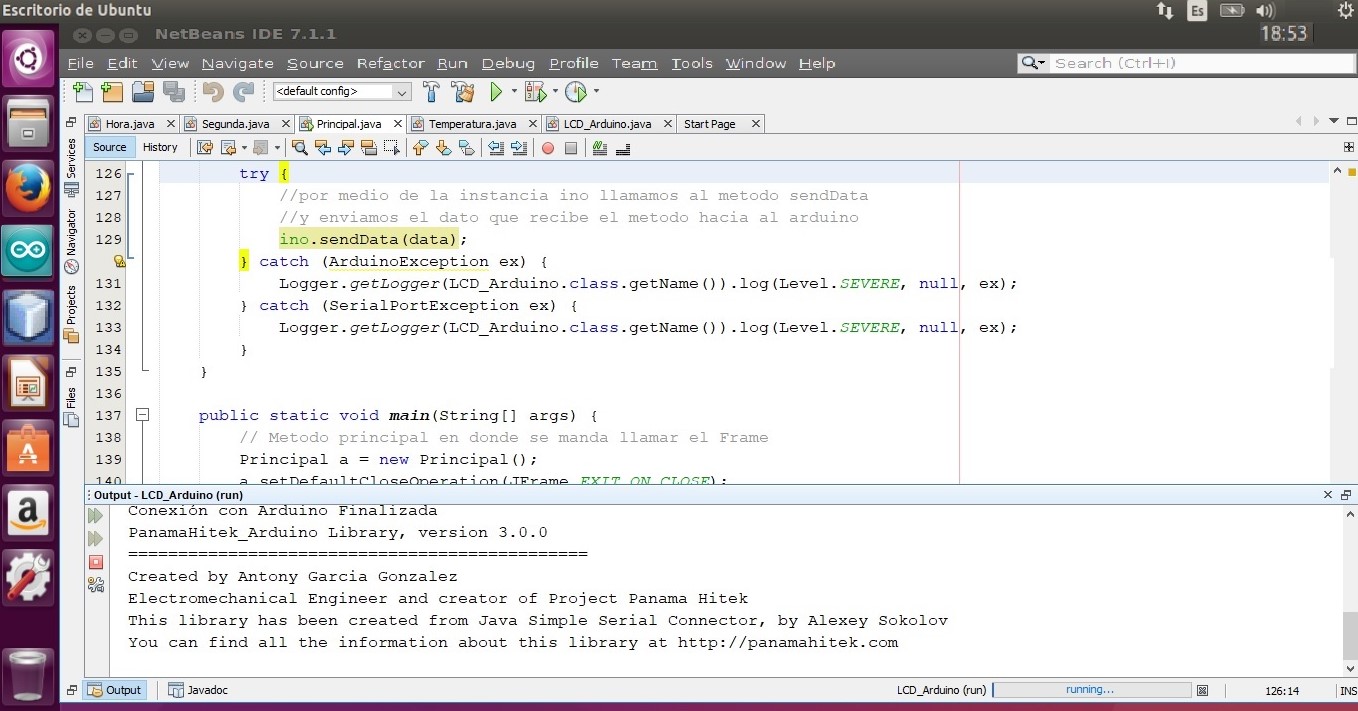 Escritorio de Ubuntu
Es
18:53
NetBeans IDE 7.1.1
File Edit View Navigate Source Refactor Run Debug Profile Team Tools Window Help
Search (Ctrl+I)
<default config>
Hora.java Segunda.java Principal.java Temperatura.java LCD_Arduino.java Start Page
Source History
Services
Navigator
Projects
Files
126 try {
127 //por medio de la instancia ino llamamos al metodo sendData
128 //y enviamos el dato que recibe el metodo hacia al arduino
129 ino.sendData(data);
} catch (ArduinoException ex) {
131 Logger.getLogger(LCD_Arduino.class.getName()).log(Level.SEVERE, null, ex);
132 } catch (SerialPortException ex) {
133 Logger.getLogger(LCD_Arduino.class.getName()).log(Level.SEVERE, null, ex);
134 }
135 }
136
137 public static void main(String[] args) {
138 // Metodo principal en donde se manda llamar el Frame
139 Principal a = new Principal();
140 a.setDefaultCloseOperation(JFrame.EXIT_ON_CLOSE);
Output - LCD_Arduino (run)
Conexión con Arduino Finalizada
PanamaHitek_Arduino Library, version 3.0.0
==============================================
Created by Antony Garcia Gonzalez
Electromechanical Engineer and creator of Project Panama Hitek
This library has been created from Java Simple Serial Connector, by Alexey Sokolov
You can find all the information about this library at http://panamahitek.com
Output Javadoc
LCD_Arduino (run) running... 126:14 INS